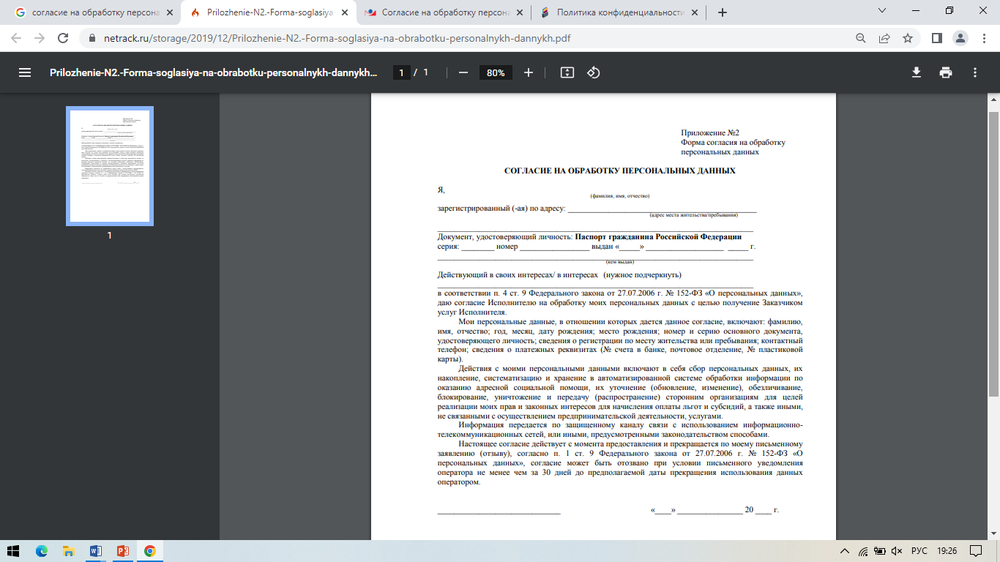 согласие на обработку персона
Prilozhenie-N2.-Forma-soglasiya-
Согласие на обработку персона
Политика конфиденциальности
netrack.ru/storage/2019/12/Prilozhenie-N2.-Forma-soglasiya-na-obrabotku-personalnykh-dannykh.pdf
Prilozhenie-N2.-Forma-soglasiya-na-obrabotku-personalnykh-dannykh... 1 / 1 80%
1
Приложение №2
Форма согласия на обработку
персональных данных
СОГЛАСИЕ НА ОБРАБОТКУ ПЕРСОНАЛЬНЫХ ДАННЫХ
Я,
(фамилия, имя, отчество)
зарегистрированный (-ая) по адресу: ______________________________________________
(адрес места жительства/пребывания)
Документ, удостоверяющий личность: Паспорт гражданина Российской Федерации
серия: ________ номер _________________ выдан «_____» ___________________ _____ г.
(кем выдан)
Действующий в своих интересах/ в интересах (нужное подчеркнуть)
в соответствии п. 4 ст. 9 Федерального закона от 27.07.2006 г. № 152-ФЗ «О персональных данных»,
даю согласие Исполнителю на обработку моих персональных данных с целью получение Заказчиком
услуг Исполнителя.
Мои персональные данные, в отношении которых дается данное согласие, включают: фамилию,
имя, отчество; год, месяц, дату рождения; место рождения; номер и серию основного документа,
удостоверяющего личность; сведения о регистрации по месту жительства или пребывания; контактный
телефон; сведения о платежных реквизитах (№ счета в банке, почтовое отделение, № пластиковой
карты).
Действия с моими персональными данными включают в себя сбор персональных данных, их
накопление, систематизацию и хранение в автоматизированной системе обработки информации по
оказанию адресной социальной помощи, их уточнение (обновление, изменение), обезличивание,
блокирование, уничтожение и передачу (распространение) сторонним организациям для целей
реализации моих прав и законных интересов для начисления оплаты льгот и субсидий, а также иными,
не связанными с осуществлением предпринимательской деятельности, услугами.
Информация передается по защищенному каналу связи с использованием информационно-
телекоммуникационных сетей, или иными, предусмотренными законодательством способами.
Настоящее согласие действует с момента предоставления и прекращается по моему письменному
заявлению (отзыву), согласно п. 1 ст. 9 Федерального закона от 27.07.2006 г. № 152-ФЗ «О
персональных данных», согласие может быть отозвано при условии письменного уведомления
оператора не менее чем за 30 дней до предполагаемой даты прекращения использования данных
оператором.
______________________________ «____» ________________ 20 ____ г.
РУС 19:26